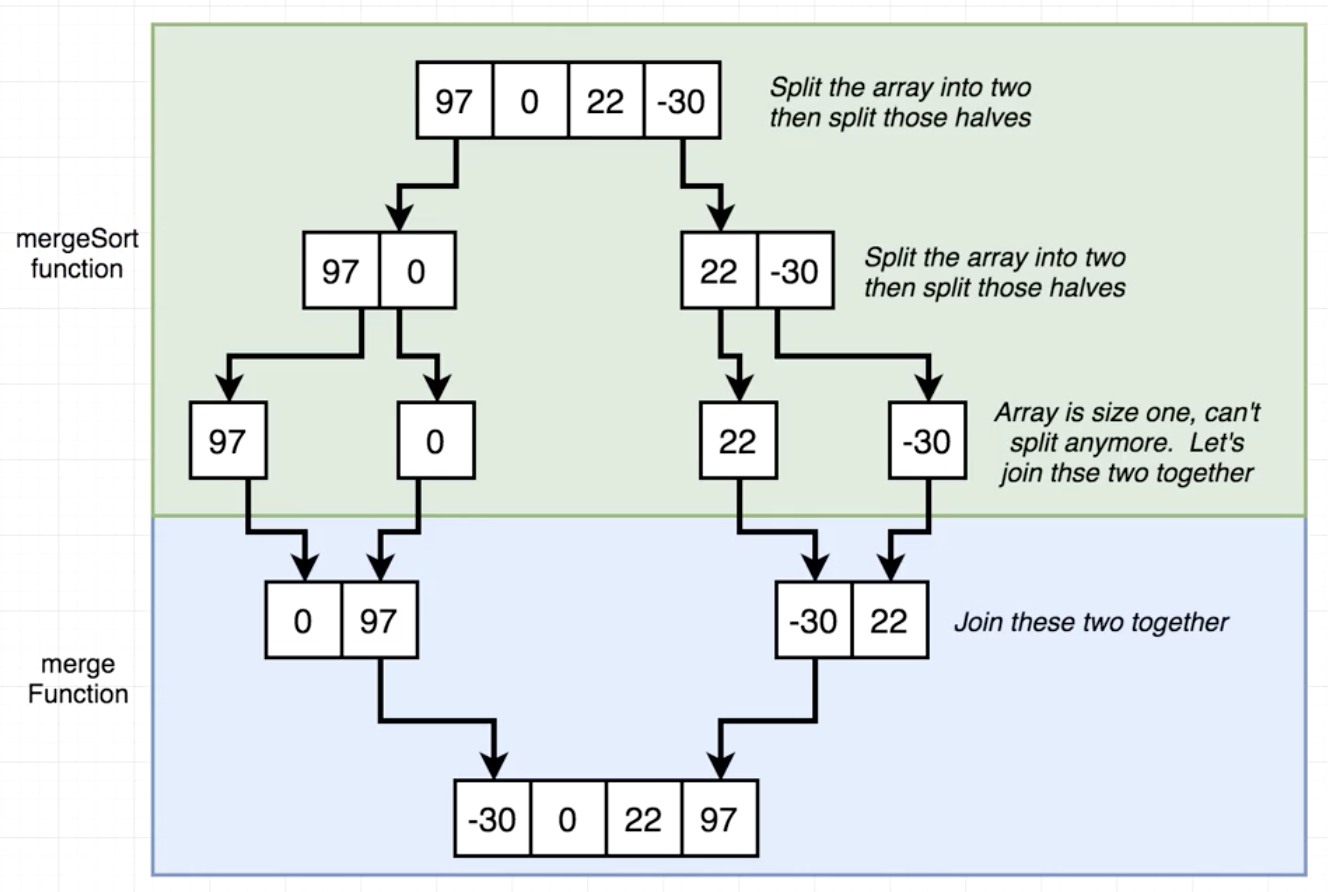 97 0 22 -30
Split the array into two
then split those halves
mergeSort
function
97 0
22 -30
Split the array into two
then split those halves
97
0
22
-30
Array is size one, can't
split anymore. Let's
join thse two together
merge
Function
0 97
-30 22
Join these two together
-30 0 22 97